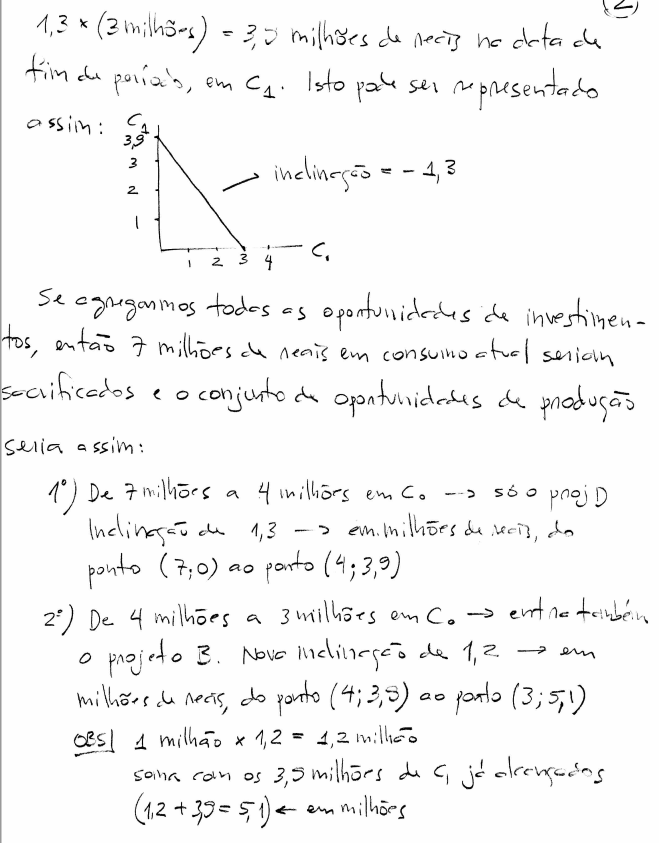 (2)
1,3 × (3 milhões) = 3,9 milhões de reais na data de
fim de período, em C₁. Isto pode ser representado
assim:
C₁
3,9
3
2
1
inclinação = - 1,3
1 2 3 4 C₀
Se agregarmos todas as oportunidades de investimen-
tos, então 7 milhões de reais em consumo atual seriam
sacrificados e o conjunto de oportunidades de produção
seria assim:
1º) De 7 milhões a 4 milhões em C₀ --> só o proj D
Inclinação de 1,3 --> em milhões de reais, do
ponto (7;0) ao ponto (4;3,9)
2º) De 4 milhões a 3 milhões em C₀ → entra também
o projeto B. Nova inclinação de 1,2 → em
milhões de reais, do ponto (4;3,9) ao ponto (3;5,1)
OBS| 1 milhão × 1,2 = 1,2 milhão
soma com os 3,9 milhões de C₁ já alcançados
(1,2 + 3,9 = 5,1) ← em milhões